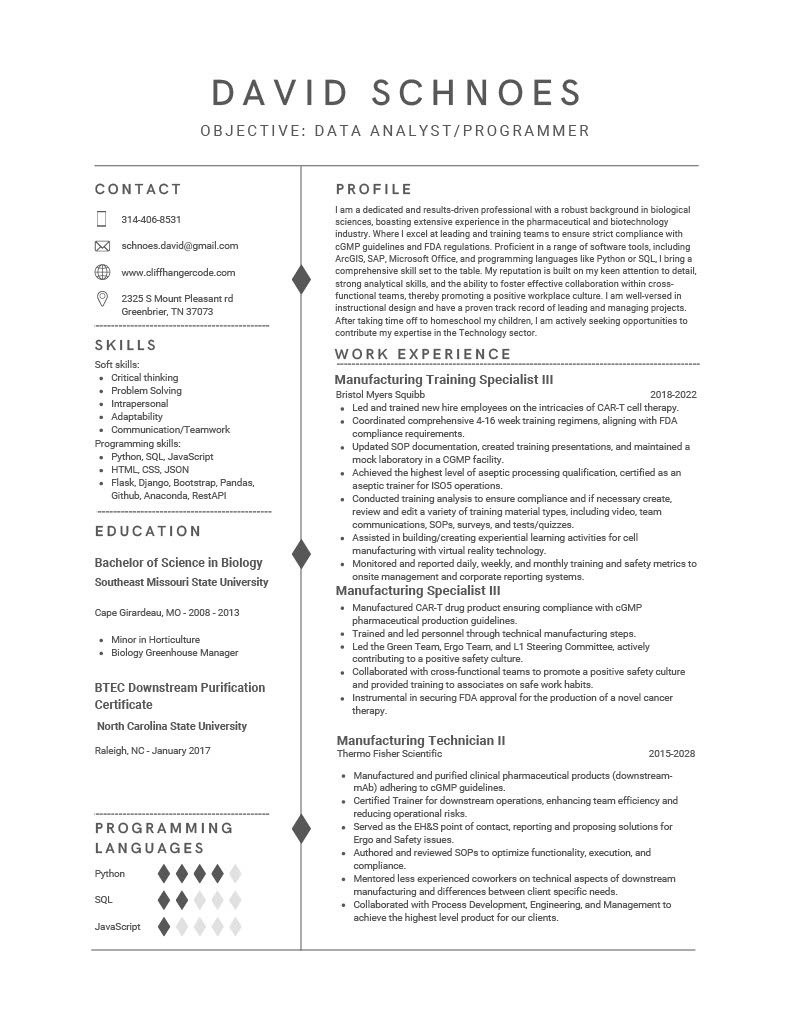 DAVID SCHNOES
OBJECTIVE: DATA ANALYST/PROGRAMMER
CONTACT
314-406-8531
schnoes.david@gmail.com
www.cliffhangercode.com
2325 S Mount Pleasant rd
Greenbrier, TN 37073
SKILLS
Soft skills:
Critical thinking
Problem Solving
Intrapersonal
Adaptability
Communication/Teamwork
Programming skills:
Python, SQL, JavaScript
HTML, CSS, JSON
Flask, Django, Bootstrap, Pandas,
Github, Anaconda, RestAPI
EDUCATION
Bachelor of Science in Biology
Southeast Missouri State University
Cape Girardeau, MO - 2008 - 2013
Minor in Horticulture
Biology Greenhouse Manager
BTEC Downstream Purification
Certificate
North Carolina State University
Raleigh, NC - January 2017
PROGRAMMING
LANGUAGES
Python
SQL
JavaScript
PROFILE
I am a dedicated and results-driven professional with a robust background in biological
sciences, boasting extensive experience in the pharmaceutical and biotechnology
industry. Where I excel at leading and training teams to ensure strict compliance with
cGMP guidelines and FDA regulations. Proficient in a range of software tools, including
ArcGIS, SAP, Microsoft Office, and programming languages like Python or SQL, I bring a
comprehensive skill set to the table. My reputation is built on my keen attention to detail,
strong analytical skills, and the ability to foster effective collaboration within cross-
functional teams, thereby promoting a positive workplace culture. I am well-versed in
instructional design and have a proven track record of leading and managing projects.
After taking time off to homeschool my children, I am actively seeking opportunities to
contribute my expertise in the Technology sector.
WORK EXPERIENCE
Manufacturing Training Specialist III
Bristol Myers Squibb 2018-2022
Led and trained new hire employees on the intricacies of CAR-T cell therapy.
Coordinated comprehensive 4-16 week training regimens, aligning with FDA
compliance requirements.
Updated SOP documentation, created training presentations, and maintained a
mock laboratory in a CGMP facility.
Achieved the highest level of aseptic processing qualification, certified as an
aseptic trainer for ISO5 operations.
Conducted training analysis to ensure compliance and if necessary create,
review and edit a variety of training material types, including video, team
communications, SOPs, surveys, and tests/quizzes.
Assisted in building/creating experiential learning activities for cell
manufacturing with virtual reality technology.
Monitored and reported daily, weekly, and monthly training and safety metrics to
onsite management and corporate reporting systems.
Manufacturing Specialist III
Manufactured CAR-T drug product ensuring compliance with cGMP
pharmaceutical production guidelines.
Trained and led personnel through technical manufacturing steps.
Led the Green Team, Ergo Team, and L1 Steering Committee, actively
contributing to a positive safety culture.
Collaborated with cross-functional teams to promote a positive safety culture
and provided training to associates on safe work habits.
Instrumental in securing FDA approval for the production of a novel cancer
therapy.
Manufacturing Technician II
Thermo Fisher Scientific 2015-2028
Manufactured and purified clinical pharmaceutical products (downstream-
mAb) adhering to cGMP guidelines.
Certified Trainer for downstream operations, enhancing team efficiency and
reducing operational risks.
Served as the EH&S point of contact, reporting and proposing solutions for
Ergo and Safety issues.
Authored and reviewed SOPs to optimize functionality, execution, and
compliance.
Mentored less experienced coworkers on technical aspects of downstream
manufacturing and differences between client specific needs.
Collaborated with Process Development, Engineering, and Management to
achieve the highest level product for our clients.